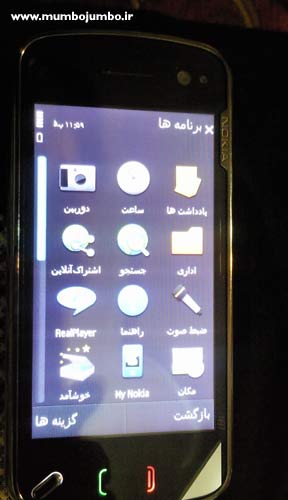 www.mumbojumbo.ir
برنامه ها
۱۱:۵۹ ب.ظ
NOKIA
یادداشت ها ساعت دوربین
اداری جستجو اشتراک آنلاین
ضبط صوت راهنما RealPlayer
مکان My Nokia خوشآمد
بازگشت گزینه ها